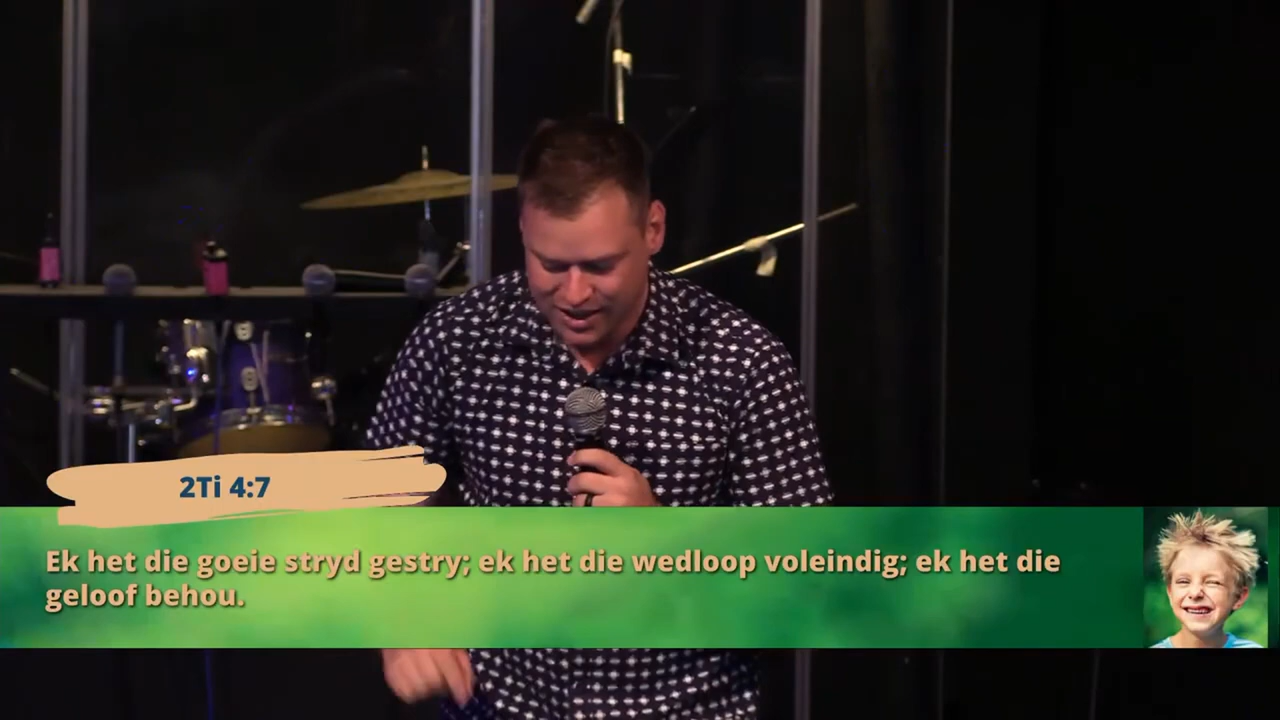 2Ti 4:7
Ek het die goeie stryd gestry; ek het die wedloop voleindig; ek het die
geloof behou.